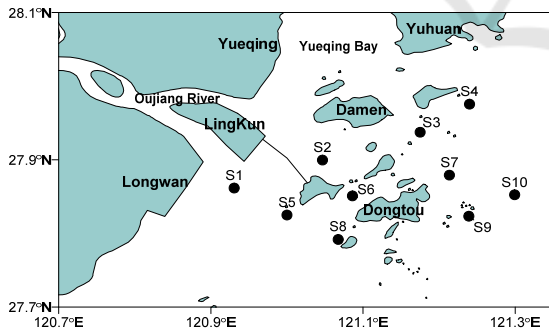 28.1°N
Yuhuan
Yueqing
Yueqing Bay
Oujiang River
S4
Damen
LingKun
S3
S2
27.9°N
Longwan
S1
S7
S6
S10
S5
Dongtou
S8
S9
27.7°N
120.7°E
120.9°E
121.1°E
121.3°E